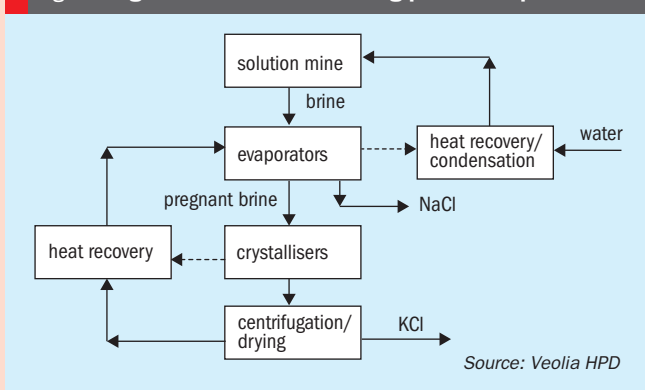 solution mine
brine
evaporators
heat recovery/
condensation
water
pregnant brine
NaCl
heat recovery
crystallisers
centrifugation/
drying
KCl
Source: Veolia HPD